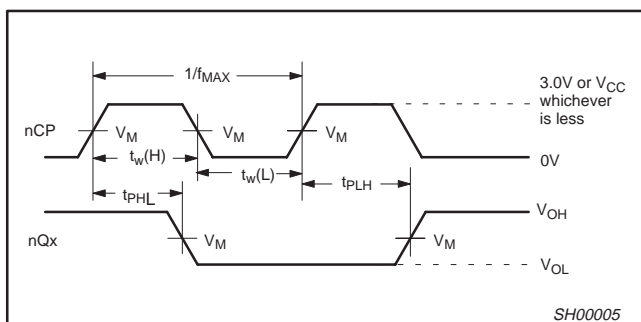 1/fMAX
3.0V or VCC
whichever
is less
nCP
VM
VM
VM
0V
tw(H)
tw(L)
tPHL
tPLH
VOH
nQx
VM
VM
VOL
SH00005